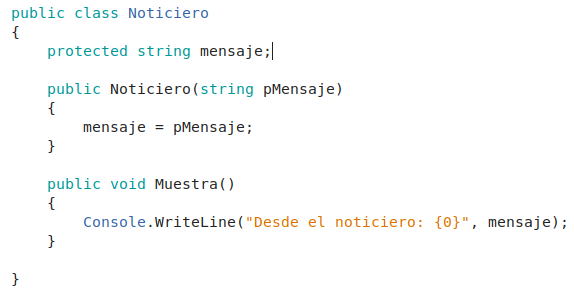 public class Noticiero
{
    protected string mensaje;

    public Noticiero(string pMensaje)
    {
        mensaje = pMensaje;
    }

    public void Muestra()
    {
        Console.WriteLine("Desde el noticiero: {0}", mensaje);
    }

}